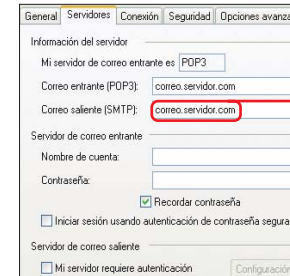 General Servidores Conexión Seguridad Opciones avanza
Información del servidor
Mi servidor de correo entrante es POP3
Correo entrante (POP3): correo.servidor.com
Correo saliente (SMTP): correo.servidor.com
Servidor de correo entrante
Nombre de cuenta:
Contraseña:
Recordar contraseña
Iniciar sesión usando autenticación de contraseña segura
Servidor de correo saliente
Mi servidor requiere autenticación Configuración